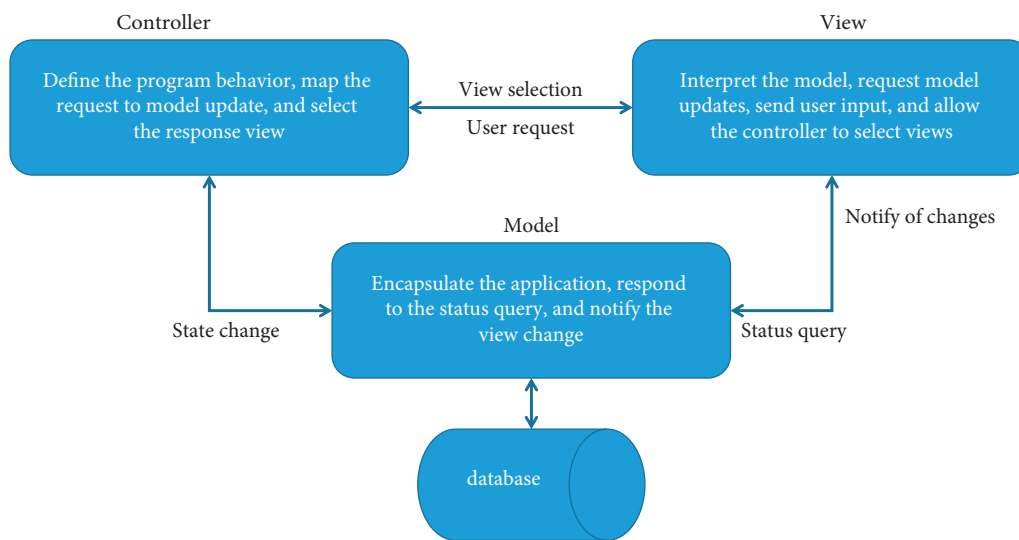 Controller
View
Define the program behavior, map the
request to model update, and select
the response view
View selection
User request
Interpret the model, request model
updates, send user input, and allow
the controller to select views
Notify of changes
Model
Encapsulate the application, respond
to the status query, and notify the
view change
State change
Status query
database